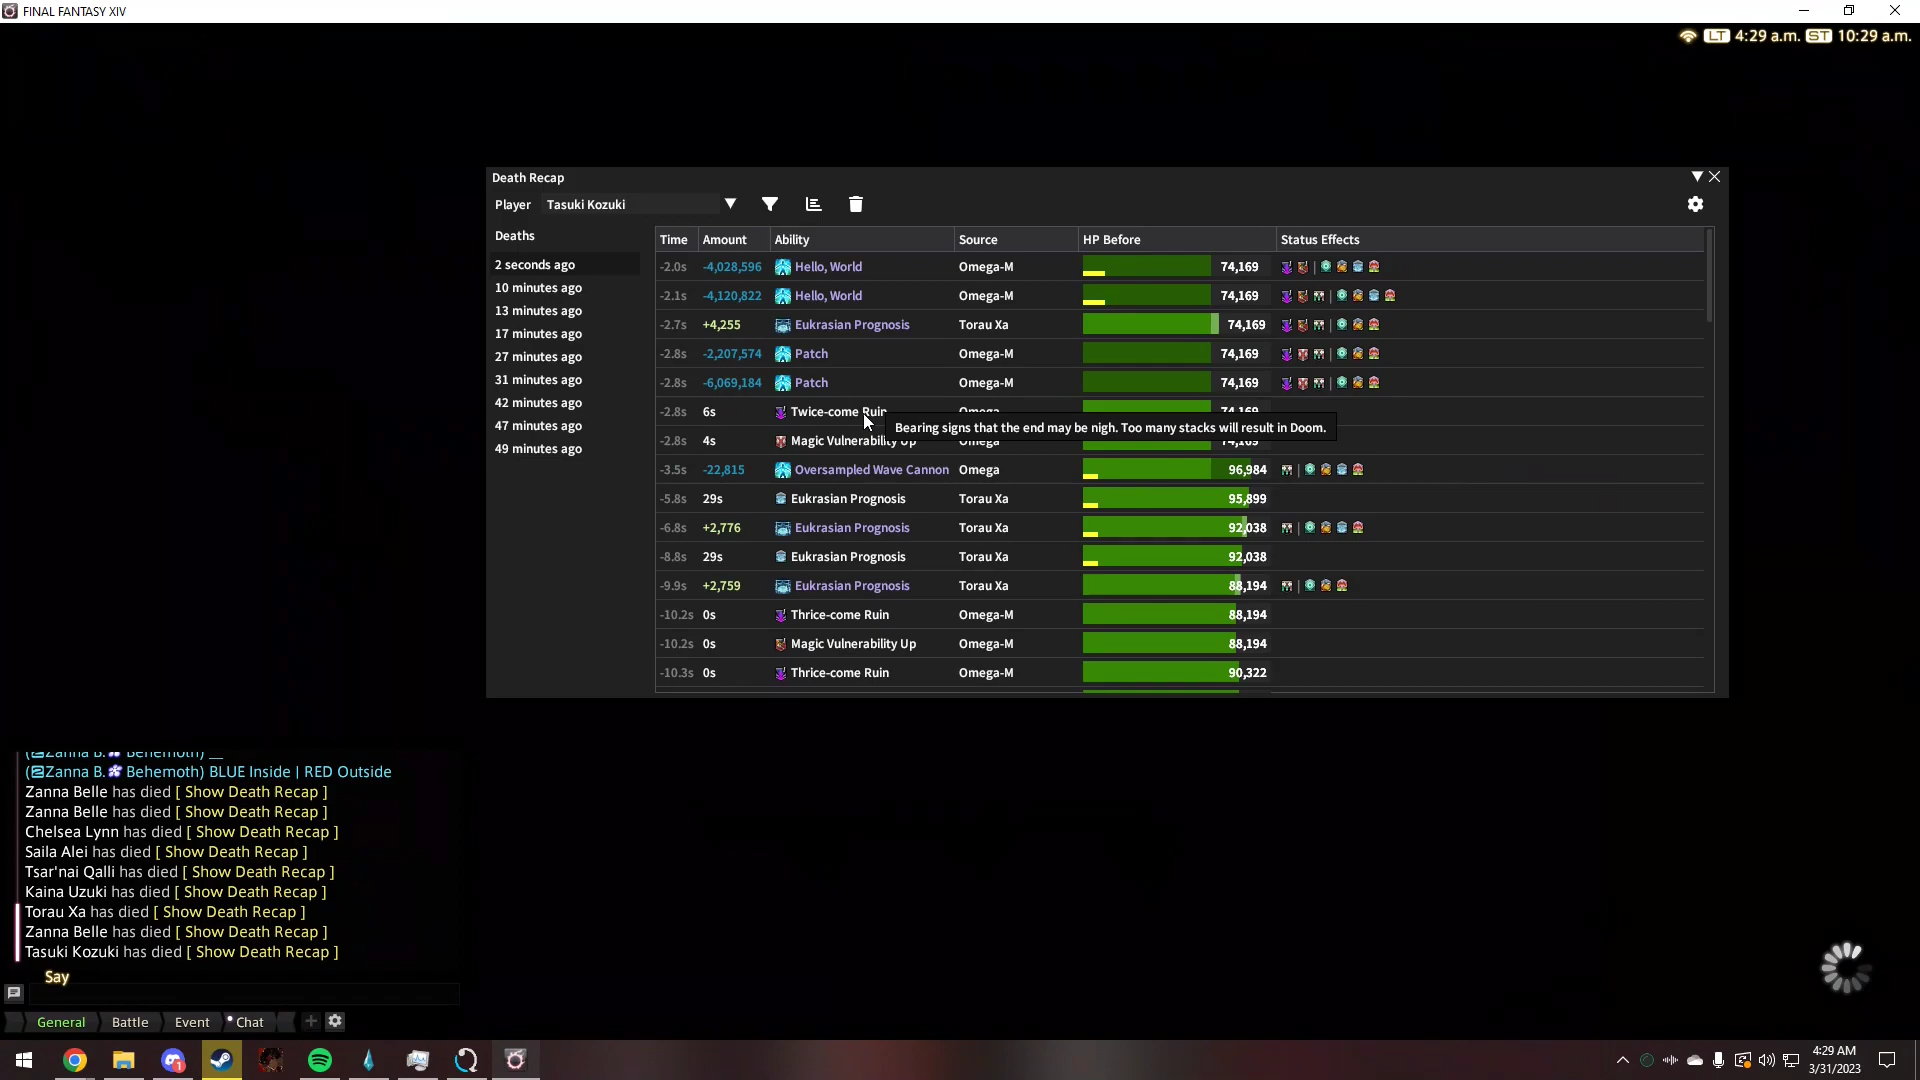 FINAL FANTASY XIV
LT 4:29 a.m. ST 10:29 a.m.
Death Recap
Player Tasuki Kozuki
Deaths
2 seconds ago
10 minutes ago
13 minutes ago
17 minutes ago
27 minutes ago
31 minutes ago
42 minutes ago
47 minutes ago
49 minutes ago
Time Amount Ability Source HP Before Status Effects
-2.0s -4,028,596 Hello, World Omega-M 74,169
-2.1s -4,120,822 Hello, World Omega-M 74,169
-2.7s +4,255 Eukrasian Prognosis Torau Xa 74,169
-2.8s -2,207,574 Patch Omega-M 74,169
-2.8s -6,069,184 Patch Omega-M 74,169
-2.8s 6s Twice-come Ruin Omega 74,169
Bearing signs that the end may be nigh. Too many stacks will result in Doom.
-2.8s 4s Magic Vulnerability Up Omega-M 74,169
-3.5s -22,815 Oversampled Wave Cannon Omega 96,984
-5.8s 29s Eukrasian Prognosis Torau Xa 95,899
-6.8s +2,776 Eukrasian Prognosis Torau Xa 92,038
-8.8s 29s Eukrasian Prognosis Torau Xa 92,038
-9.9s +2,759 Eukrasian Prognosis Torau Xa 88,194
-10.2s 0s Thrice-come Ruin Omega-M 88,194
-10.2s 0s Magic Vulnerability Up Omega-M 88,194
-10.3s 0s Thrice-come Ruin Omega-M 90,322
(2Zanna B. Behemoth) __
(2Zanna B. Behemoth) BLUE Inside | RED Outside
Zanna Belle has died [ Show Death Recap ]
Zanna Belle has died [ Show Death Recap ]
Chelsea Lynn has died [ Show Death Recap ]
Saila Alei has died [ Show Death Recap ]
Tsar'nai Qalli has died [ Show Death Recap ]
Kaina Uzuki has died [ Show Death Recap ]
Torau Xa has died [ Show Death Recap ]
Zanna Belle has died [ Show Death Recap ]
Tasuki Kozuki has died [ Show Death Recap ]
Say
General Battle Event Chat
1
4:29 AM
3/31/2023